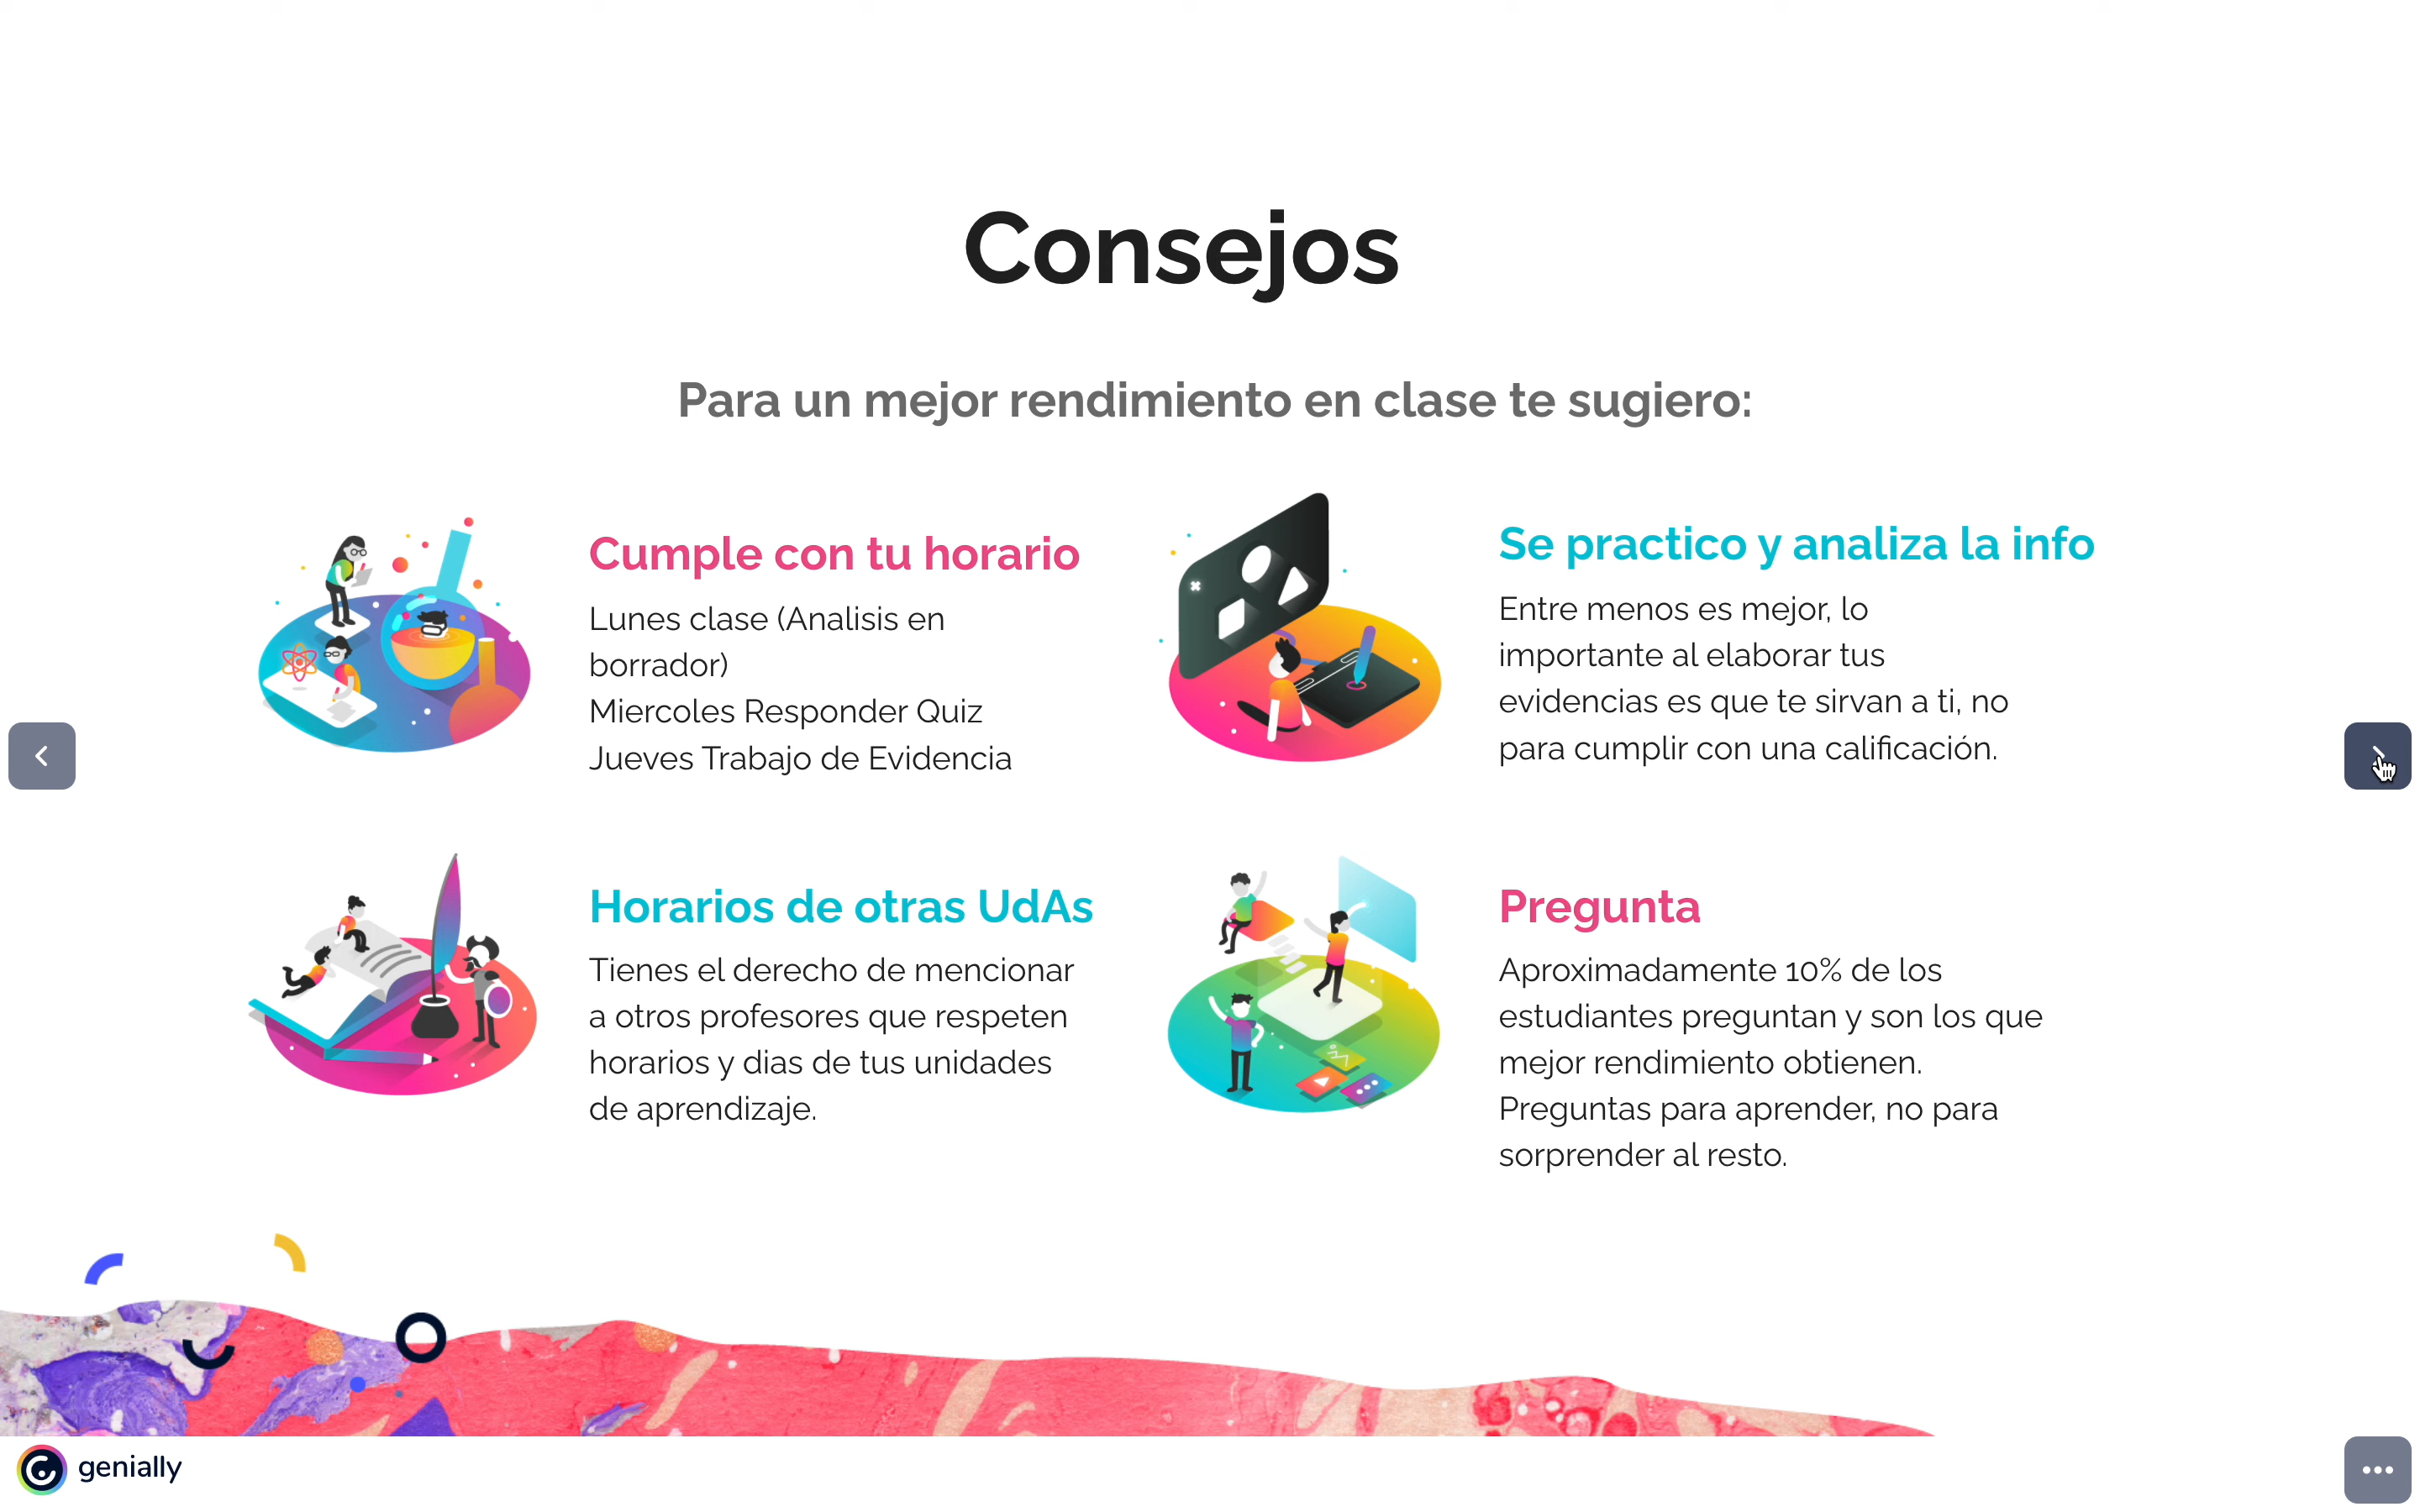 Consejos
Para un mejor rendimiento en clase te sugiero:
Cumple con tu horario
Lunes clase (Analisis en
borrador)
Miercoles Responder Quiz
Jueves Trabajo de Evidencia
Se practico y analiza la info
Entre menos es mejor, lo
importante al elaborar tus
evidencias es que te sirvan a ti, no
para cumplir con una calificación.
Horarios de otras UdAs
Tienes el derecho de mencionar
a otros profesores que respeten
horarios y dias de tus unidades
de aprendizaje.
Pregunta
Aproximadamente 10% de los
estudiantes preguntan y son los que
mejor rendimiento obtienen.
Preguntas para aprender, no para
sorprender al resto.
genially